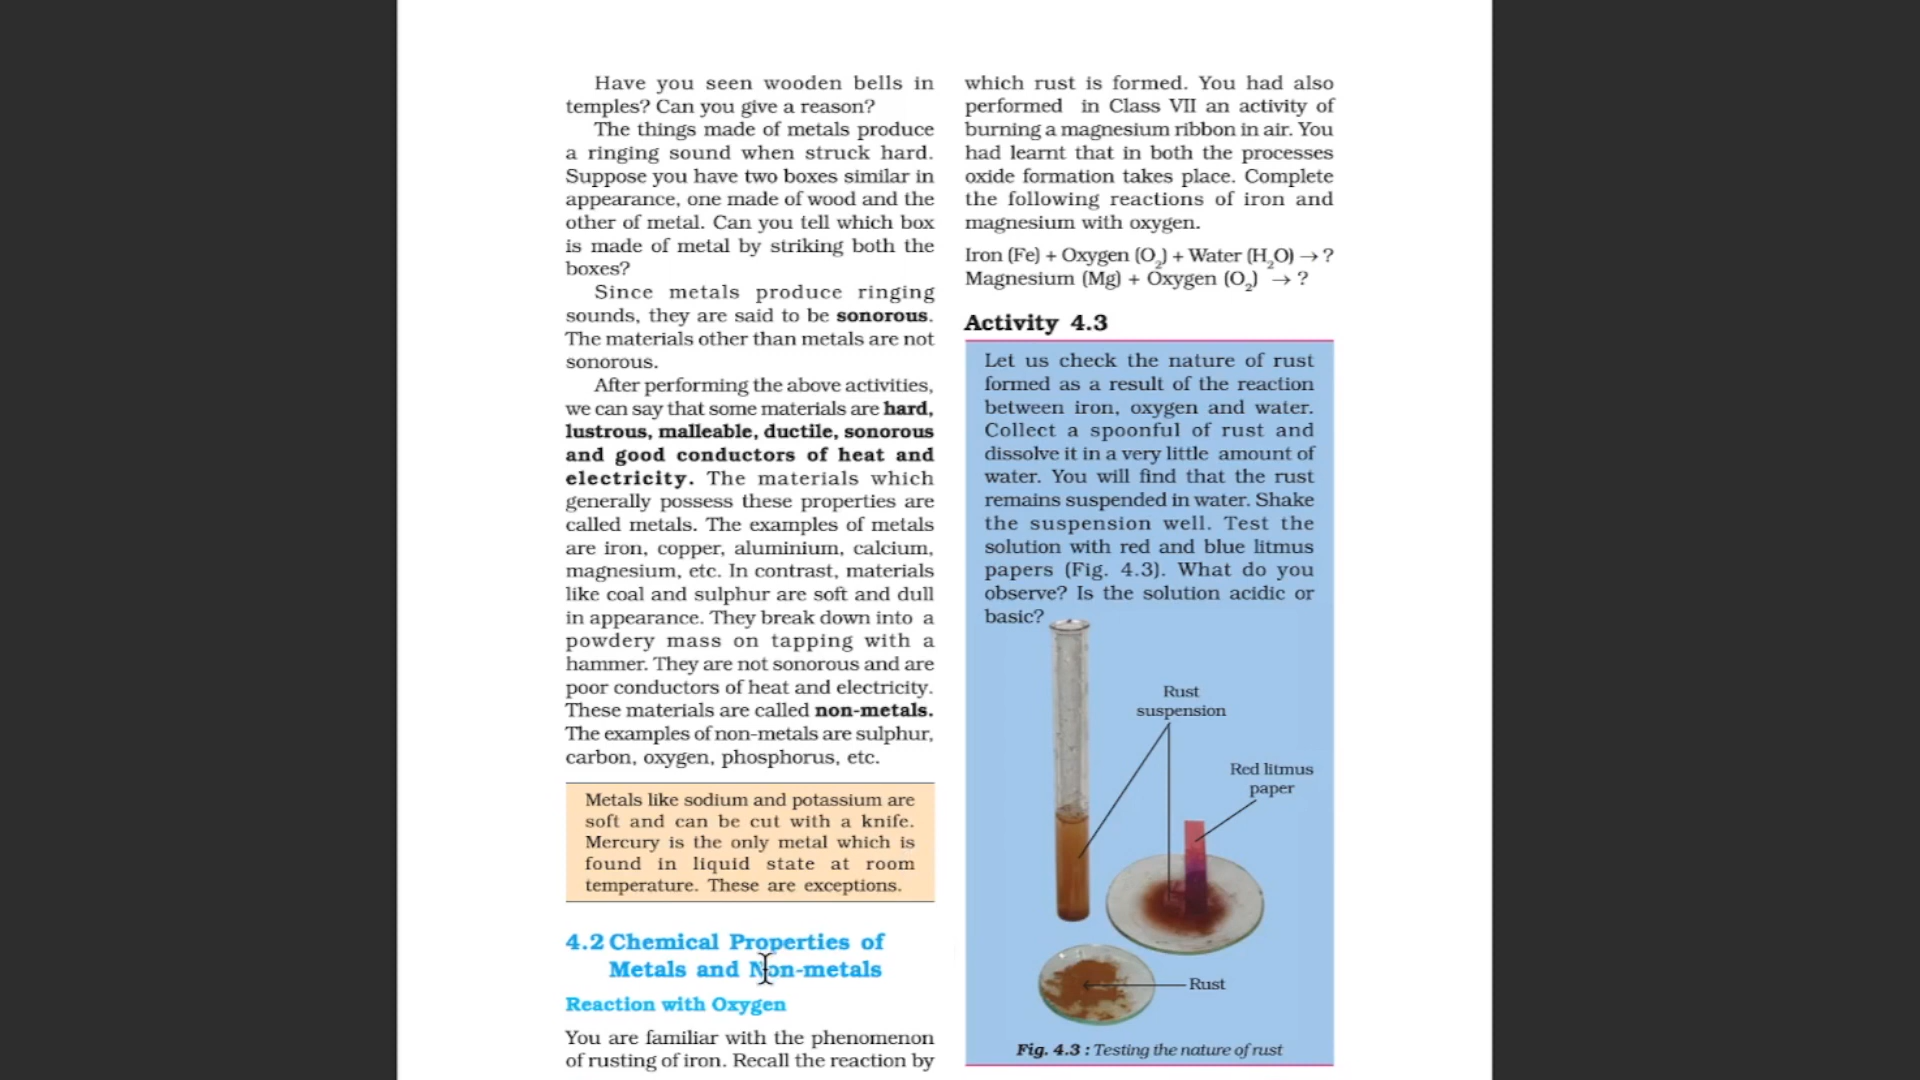 Have you seen wooden bells in
temples? Can you give a reason?
The things made of metals produce
a ringing sound when struck hard.
Suppose you have two boxes similar in
appearance, one made of wood and the
other of metal. Can you tell which box
is made of metal by striking both the
boxes?
Since metals produce ringing
sounds, they are said to be sonorous.
The materials other than metals are not
sonorous.
After performing the above activities,
we can say that some materials are hard,
lustrous, malleable, ductile, sonorous
and good conductors of heat and
electricity. The materials which
generally possess these properties are
called metals. The examples of metals
are iron, copper, aluminium, calcium,
magnesium, etc. In contrast, materials
like coal and sulphur are soft and dull
in appearance. They break down into a
powdery mass on tapping with a
hammer. They are not sonorous and are
poor conductors of heat and electricity.
These materials are called non-metals.
The examples of non-metals are sulphur,
carbon, oxygen, phosphorus, etc.
Metals like sodium and potassium are
soft and can be cut with a knife.
Mercury is the only metal which is
found in liquid state at room
temperature. These are exceptions.
4.2 Chemical Properties of
Metals and Non-metals
Reaction with Oxygen
You are familiar with the phenomenon
of rusting of iron. Recall the reaction by
which rust is formed. You had also
performed in Class VII an activity of
burning a magnesium ribbon in air. You
had learnt that in both the processes
oxide formation takes place. Complete
the following reactions of iron and
magnesium with oxygen.
Iron (Fe) + Oxygen (O₂) + Water (H₂O) → ?
Magnesium (Mg) + Oxygen (O₂) → ?
Activity 4.3
Let us check the nature of rust
formed as a result of the reaction
between iron, oxygen and water.
Collect a spoonful of rust and
dissolve it in a very little amount of
water. You will find that the rust
remains suspended in water. Shake
the suspension well. Test the
solution with red and blue litmus
papers (Fig. 4.3). What do you
observe? Is the solution acidic or
basic?
Rust
suspension
Red litmus
paper
Rust
Fig. 4.3 : Testing the nature of rust